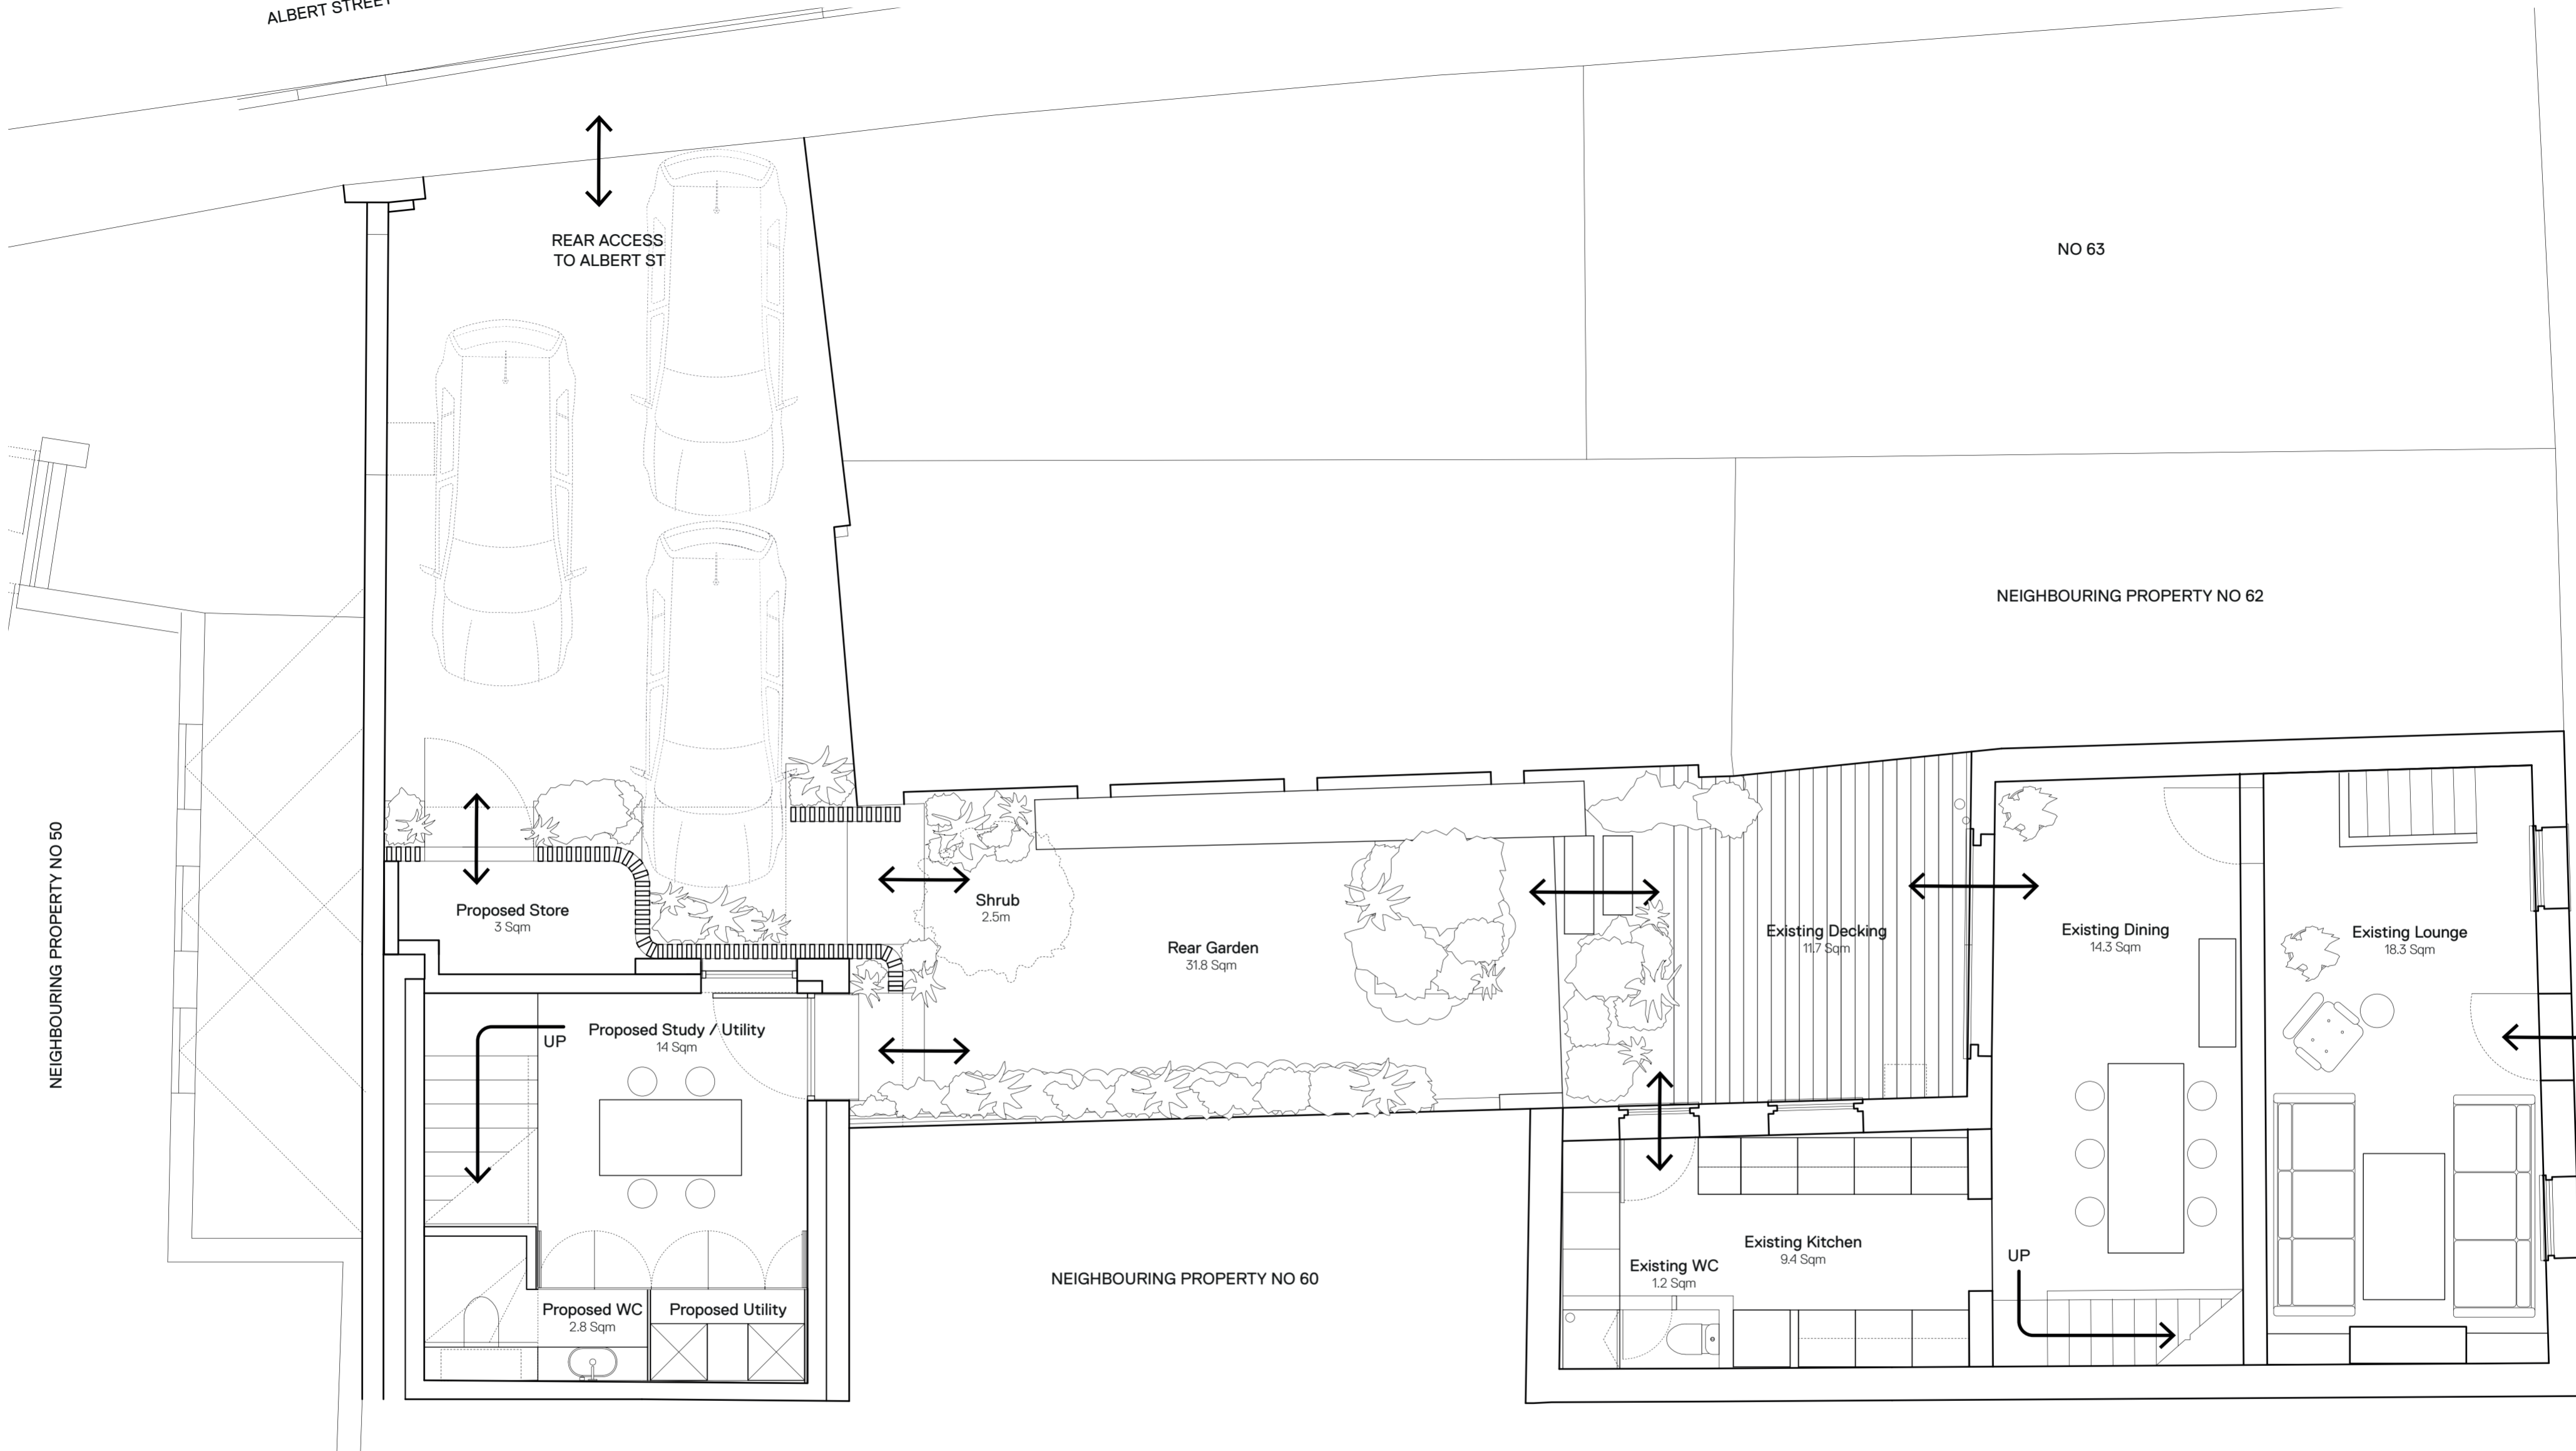 ALBERT STREET
REAR ACCESS
TO ALBERT ST
NO 63
NEIGHBOURING PROPERTY NO 62
NEIGHBOURING PROPERTY NO 50
Proposed Store
3 Sqm
Shrub
2.5m
Rear Garden
31.8 Sqm
Existing Decking
11.7 Sqm
Existing Dining
14.3 Sqm
Existing Lounge
18.3 Sqm
UP
Proposed Study / Utility
14 Sqm
Existing Kitchen
9.4 Sqm
Existing WC
1.2 Sqm
UP
NEIGHBOURING PROPERTY NO 60
Proposed WC
2.8 Sqm
Proposed Utility